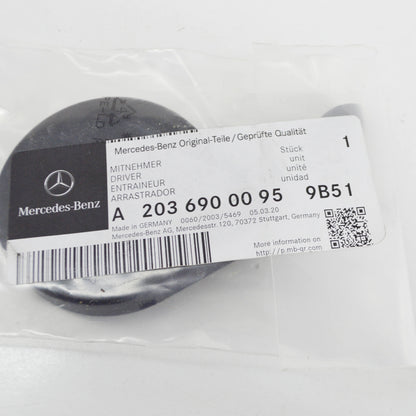 Mercedes-Benz Original-Teile/Geprüfte Qualität
MITNEHMER
DRIVER
ENTRAINEUR
ARRASTRADOR
Stück
unit
unité
unidad
1
Mercedes-Benz
A 203 690 00 95 9B51
Made in GERMANY 0060/2003/5469 05.03.20
Mercedes-Benz AG, Mercedesstr.120, 70372 Stuttgart, Germany
More information on
http://p.mb-qr.com